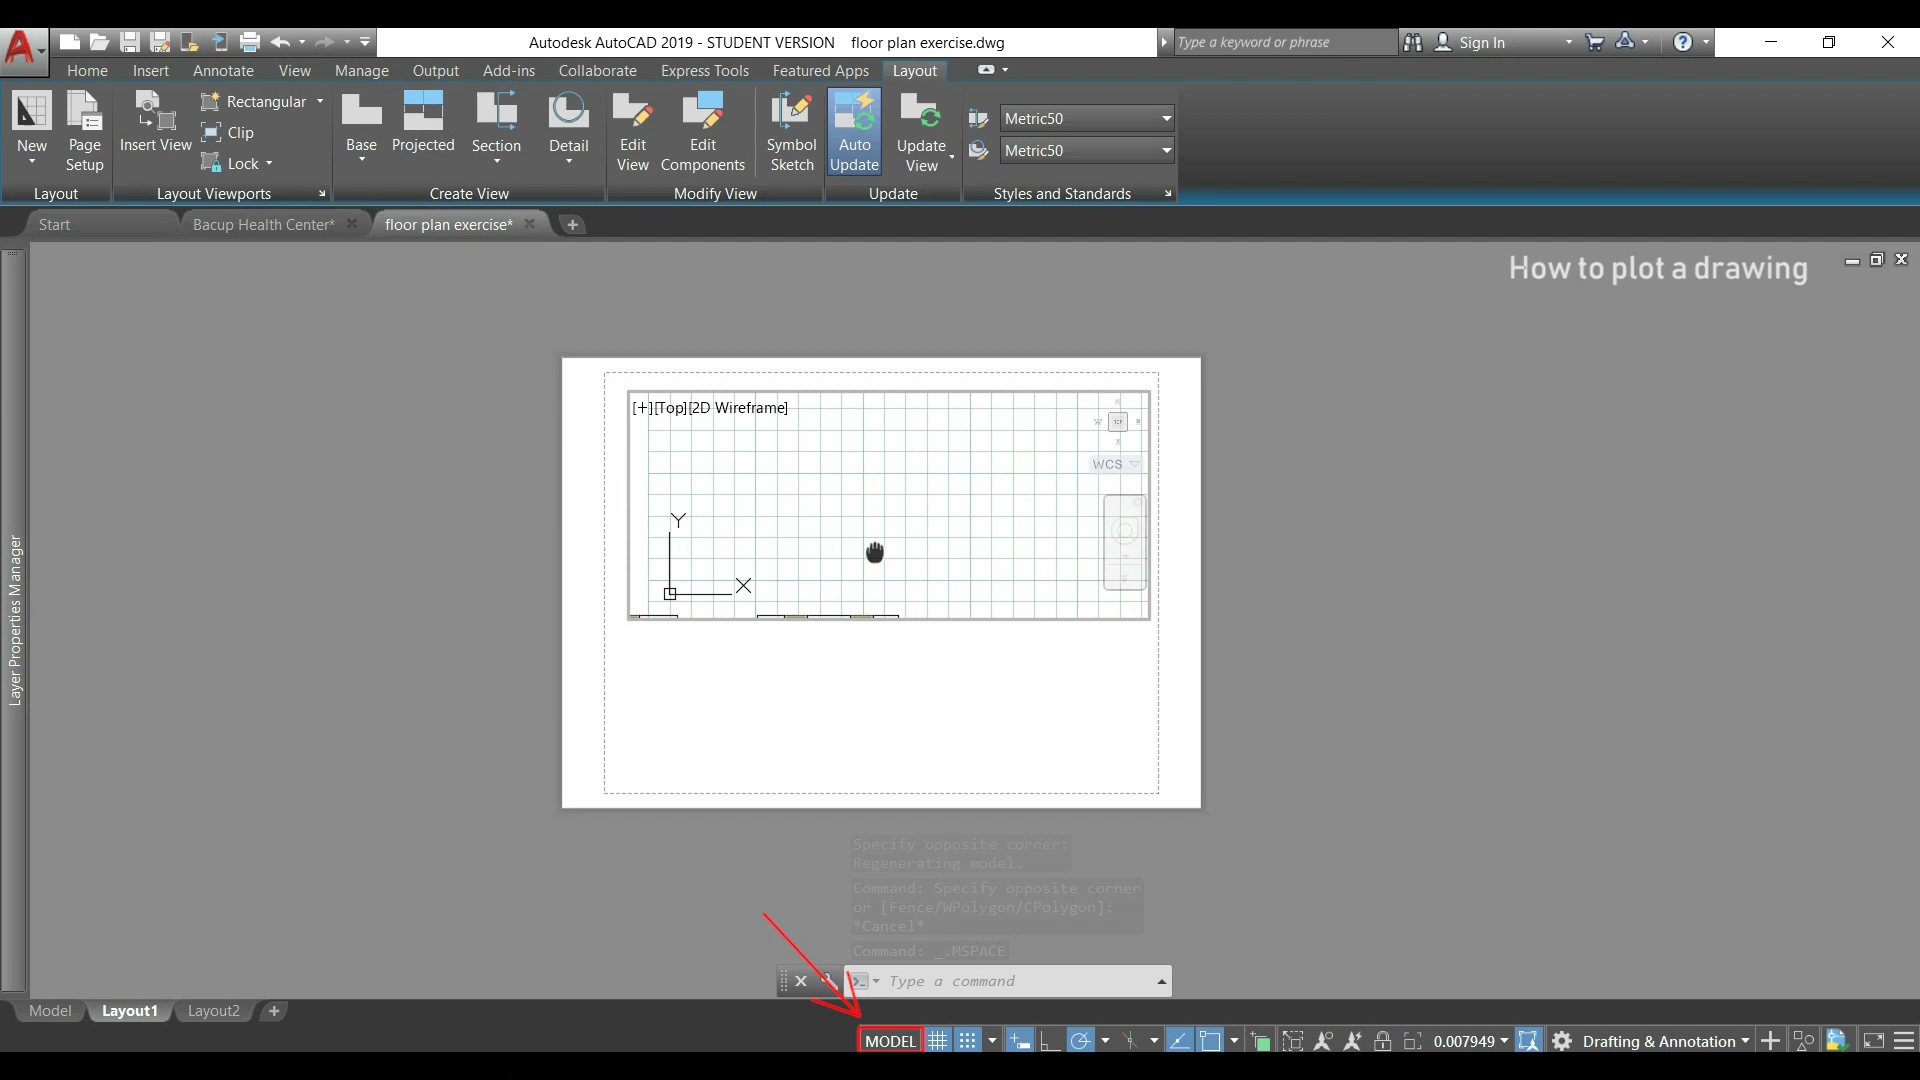 Autodesk AutoCAD 2019 - STUDENT VERSION floor plan exercise.dwg
Type a keyword or phrase
Sign In
Home Insert Annotate View Manage Output Add-ins Collaborate Express Tools Featured Apps Layout
New
Page Setup
Insert View
Rectangular
Clip
Lock
Base
Projected
Section
Detail
Edit View
Edit Components
Symbol Sketch
Auto Update
Update View
Metric50
Metric50
Layout
Layout Viewports
Create View
Modify View
Update
Styles and Standards
Start
Bacup Health Center*
floor plan exercise*
How to plot a drawing
[+][Top][2D Wireframe]
TOP
WCS
Y
X
Layer Properties Manager
Specify opposite corner:
Regenerating model.
Command: Specify opposite corner
or [Fence/WPolygon/CPolygon]:
*Cancel*
Command: _.MSPACE
Type a command
Model Layout1 Layout2
MODEL
0.007949
Drafting & Annotation